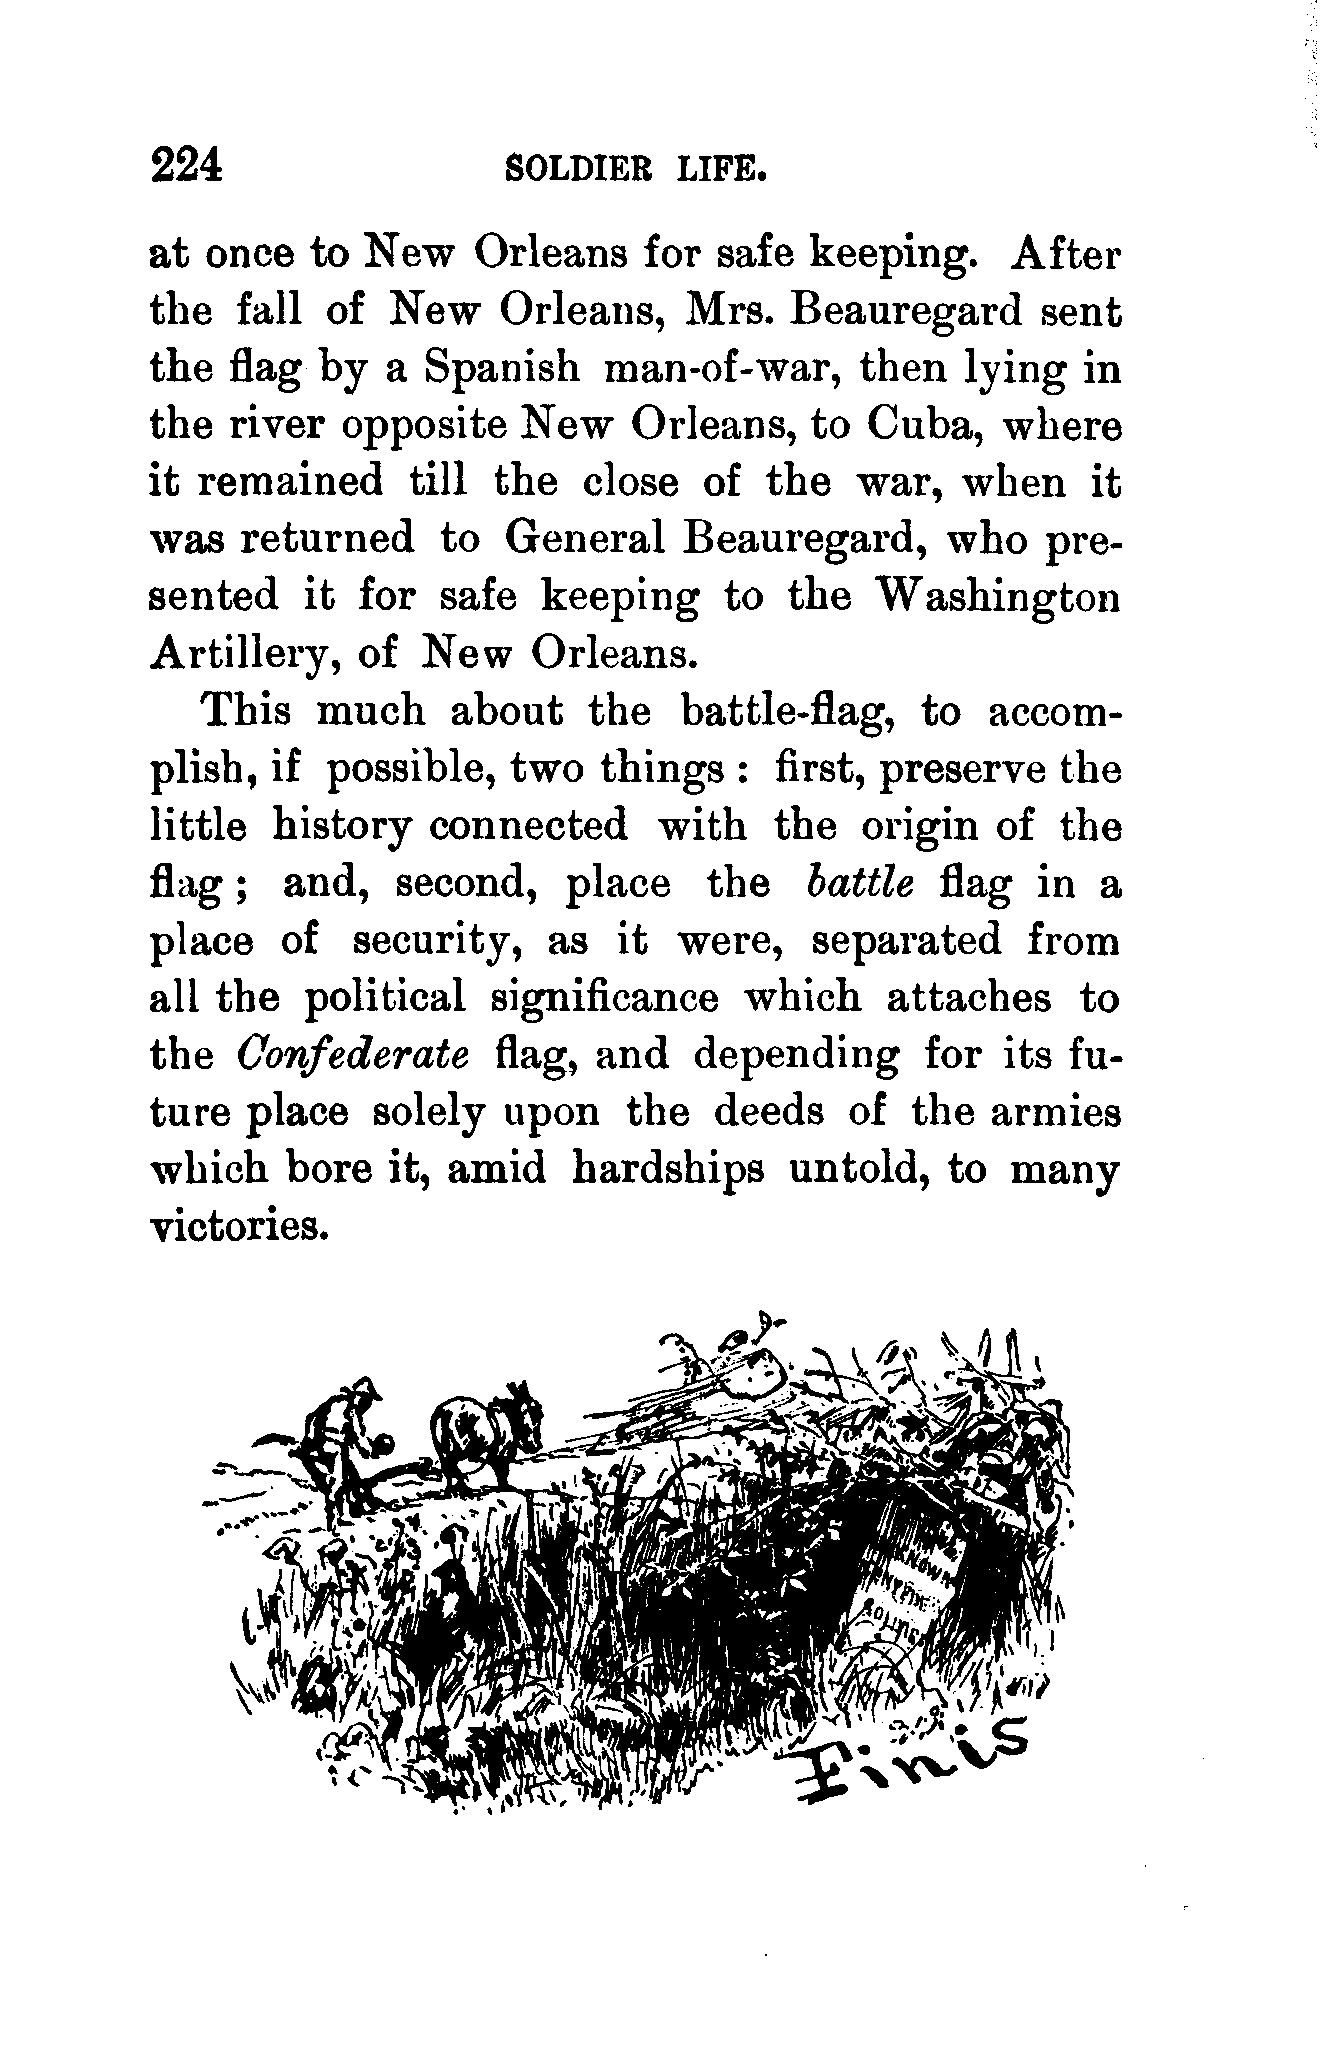 224 SOLDIER LIFE.
at once to New Orleans for safe keeping. After
the fall of New Orleans, Mrs. Beauregard sent
the flag by a Spanish man-of-war, then lying in
the river opposite New Orleans, to Cuba, where
it remained till the close of the war, when it
was returned to General Beauregard, who pre-
sented it for safe keeping to the Washington
Artillery, of New Orleans.
This much about the battle-flag, to accom-
plish, if possible, two things : first, preserve the
little history connected with the origin of the
flag ; and, second, place the battle flag in a
place of security, as it were, separated from
all the political significance which attaches to
the Confederate flag, and depending for its fu-
ture place solely upon the deeds of the armies
which bore it, amid hardships untold, to many
victories.
Finis